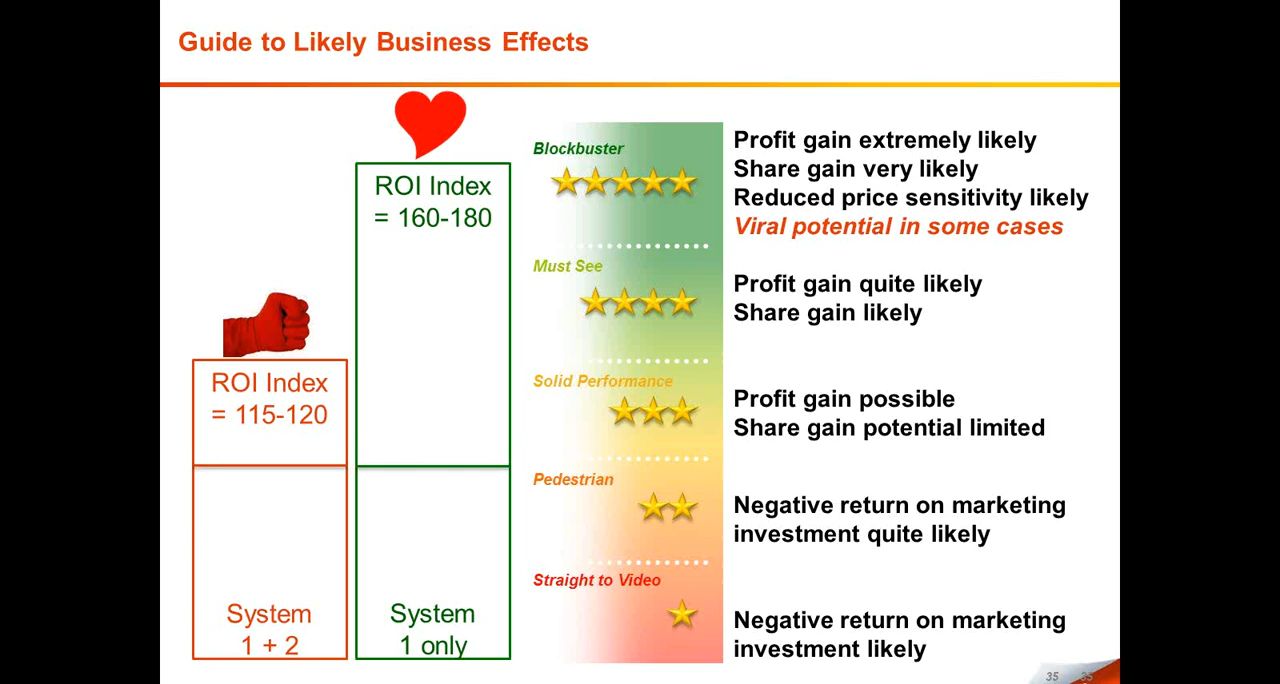 Guide to Likely Business Effects
ROI Index
= 115-120
System
1 + 2
ROI Index
= 160-180
System
1 only
Blockbuster
Profit gain extremely likely
Share gain very likely
Reduced price sensitivity likely
Viral potential in some cases
Must See
Profit gain quite likely
Share gain likely
Solid Performance
Profit gain possible
Share gain potential limited
Pedestrian
Negative return on marketing
investment quite likely
Straight to Video
Negative return on marketing
investment likely
35 35